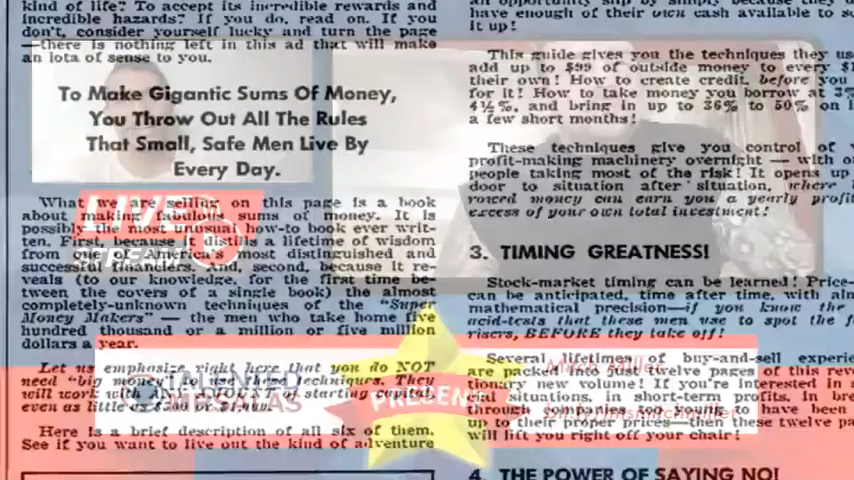 kind of life? To accept its incredible rewards and
incredible hazards? If you do, read on. If you
don't, consider yourself lucky and turn the page
—there is nothing left in this ad that will make
an iota of sense to you.
To Make Gigantic Sums Of Money,
You Throw Out All The Rules
That Small, Safe Men Live By
Every Day.
What we are selling on this page is a book
about making fabulous sums of money. It is
possibly the most unusual how-to book ever writ-
ten. First, because it distills a lifetime of wisdom
from some of America's most distinguished and
successful financiers. And, second, because it re-
veals (to our knowledge, for the first time be-
tween the covers of a single book) the almost
completely-unknown techniques of the "Super
Money Makers" — the men who take home five
hundred thousand or a million or five million
dollars a year.
Let us emphasize right here that you do NOT
need "big money" to use these techniques. They
will work with any amount of starting capital,
even as little as $500 or $1,000.
Here is a brief description of all six of them.
See if you want to live out the kind of adventure
have enough of their own cash available to
it up!
This guide gives you the techniques they
add up to $99 of outside money to every
their own! How to create credit, before you
for it! How to take money you borrow at
4½%, and bring in up to 36% to 50% on
a few short months!
These techniques give you control of
profit-making machinery overnight — with
people taking most of the risk! It opens up
door to situation after situation, where
rowed money can earn you a yearly
excess of your own total investment!
3. TIMING GREATNESS!
Stock-market timing can be learned! Price-
can be anticipated, time after time, with
mathematical precision—if you know the
acid-tests that these men use to spot the
risers, BEFORE they take off!
Several lifetimes of buy-and-sell
are packed in the last twelve pages of this
tionary new volume! If you're interested in
situations, in short-term profits. In
through companies too young to have been
up to their proper prices—then these twelve
will lift you right off your chair!
4. THE POWER OF SAYING NO!
LIVE
STREAM
TALENTED
MESALAS
PRESENT